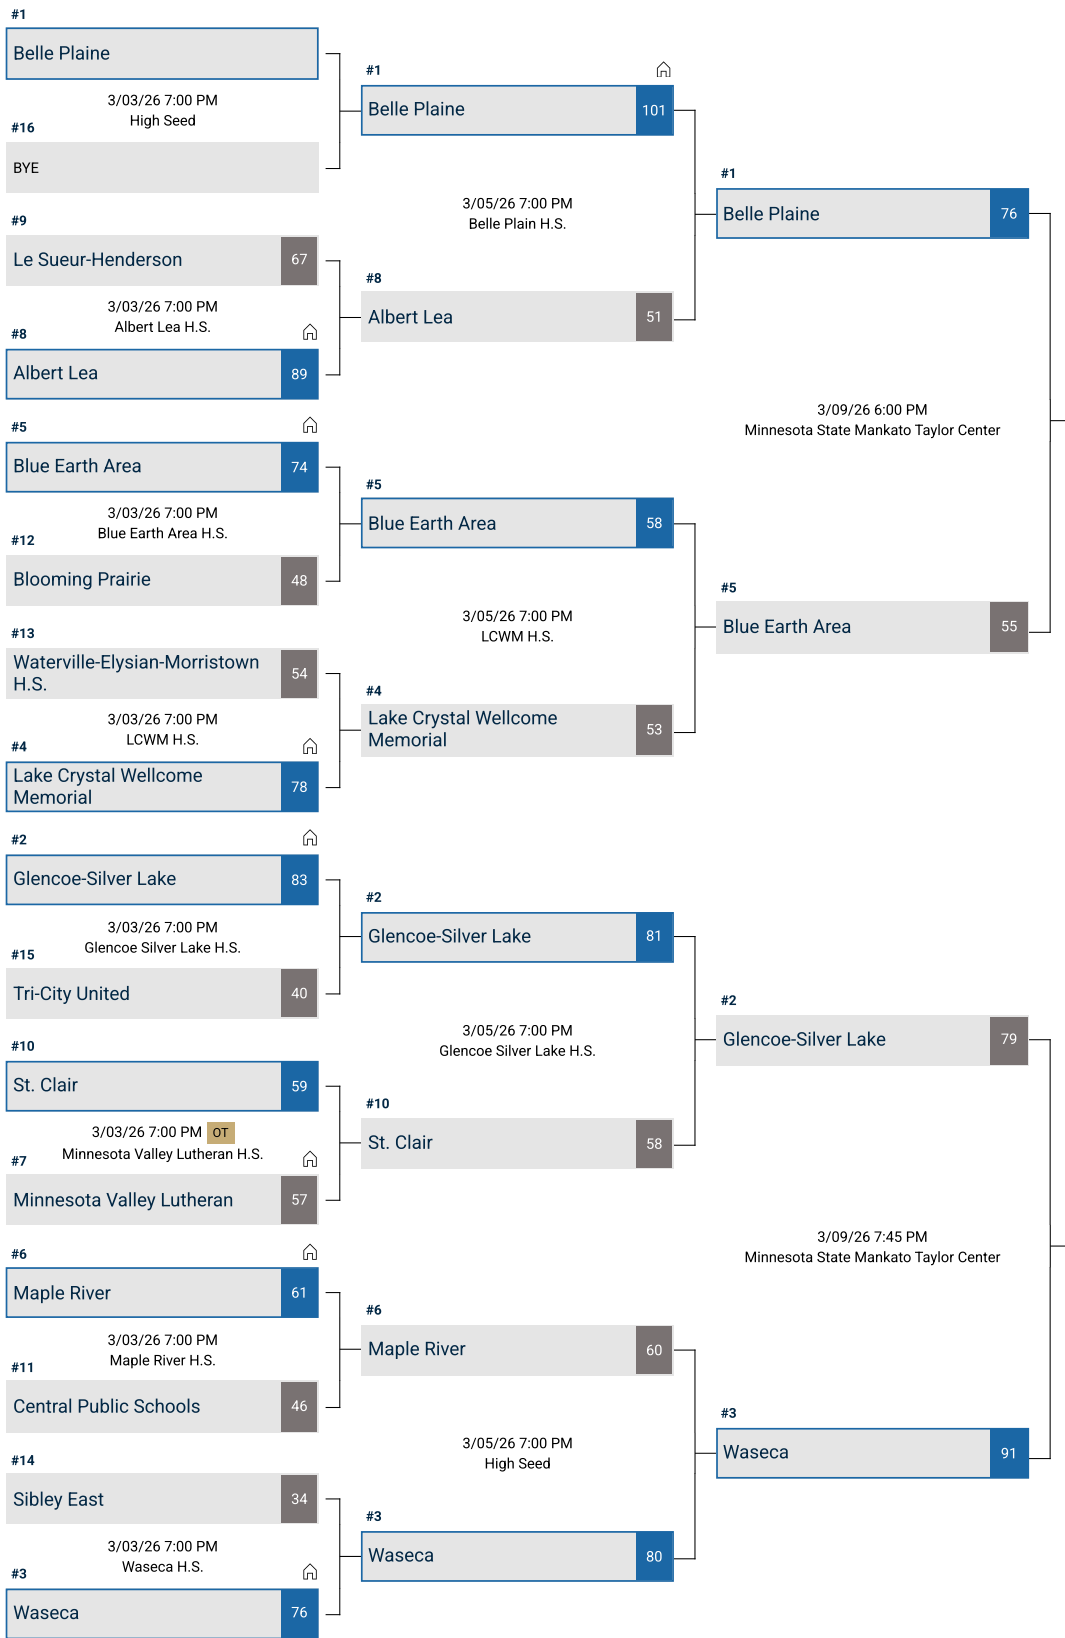 #1
Belle Plaine
3/03/26 7:00 PM
High Seed
#16
BYE
#9
Le Sueur-Henderson
67
3/03/26 7:00 PM
Albert Lea H.S.
#8
Albert Lea
89
#5
Blue Earth Area
74
3/03/26 7:00 PM
Blue Earth Area H.S.
#12
Blooming Prairie
48
#13
Waterville-Elysian-Morristown
H.S.
54
3/03/26 7:00 PM
LCWM H.S.
#4
Lake Crystal Wellcome
Memorial
78
#2
Glencoe-Silver Lake
83
3/03/26 7:00 PM
Glencoe Silver Lake H.S.
#15
Tri-City United
40
#10
St. Clair
59
3/03/26 7:00 PM OT
Minnesota Valley Lutheran H.S.
#7
Minnesota Valley Lutheran
57
#6
Maple River
61
3/03/26 7:00 PM
Maple River H.S.
#11
Central Public Schools
46
#14
Sibley East
34
3/03/26 7:00 PM
Waseca H.S.
#3
Waseca
76
#1
Belle Plaine
101
3/05/26 7:00 PM
Belle Plain H.S.
#8
Albert Lea
51
#5
Blue Earth Area
58
3/05/26 7:00 PM
LCWM H.S.
#4
Lake Crystal Wellcome
Memorial
53
#2
Glencoe-Silver Lake
81
3/05/26 7:00 PM
Glencoe Silver Lake H.S.
#10
St. Clair
58
#6
Maple River
60
3/05/26 7:00 PM
High Seed
#3
Waseca
80
#1
Belle Plaine
76
3/09/26 6:00 PM
Minnesota State Mankato Taylor Center
#5
Blue Earth Area
55
#2
Glencoe-Silver Lake
79
3/09/26 7:45 PM
Minnesota State Mankato Taylor Center
#3
Waseca
91